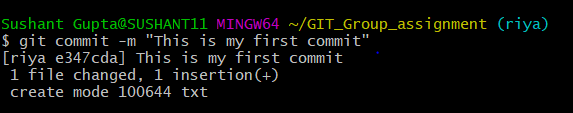 Sushant Gupta@SUSHANT11 MINGW64 ~/GIT_Group_assignment (riya)
$ git commit -m "This is my first commit"
[riya e347cda] This is my first commit
 1 file changed, 1 insertion(+)
 create mode 100644 txt